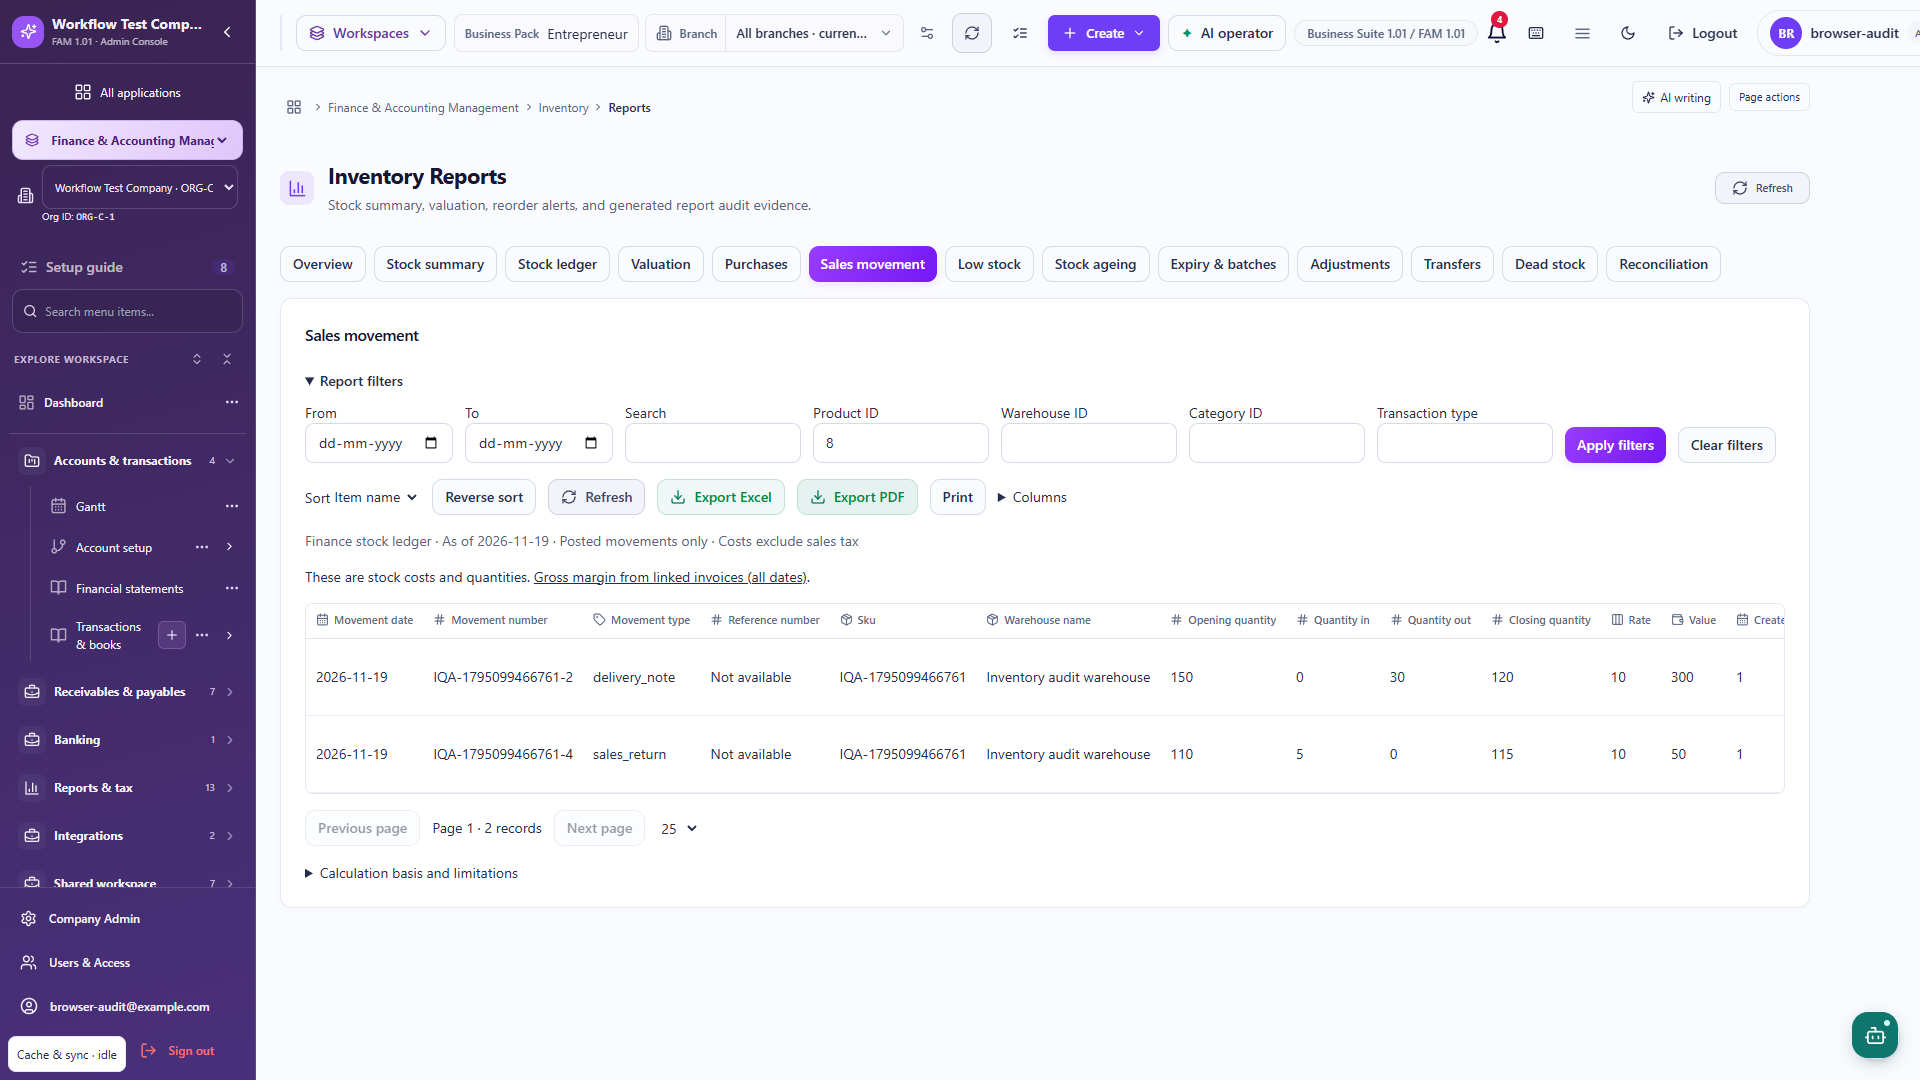 Workflow Test Comp...
FAM 1.01 · Admin Console
All applications
Finance & Accounting Manag
Workflow Test Company · ORG-C
Org ID: ORG-C-1
Setup guide 8
Search menu items...
EXPLORE WORKSPACE
Dashboard
Accounts & transactions 4
Gantt
Account setup
Financial statements
Transactions
& books
Receivables & payables 7
Banking 1
Reports & tax 13
Integrations 2
Shared workspace 7
Company Admin
Users & Access
browser-audit@example.com
Cache & sync · idle
Sign out
Workspaces
Business Pack Entrepreneur
Branch All branches · curren...
Create
AI operator
Business Suite 1.01 / FAM 1.01
4
Logout
BR browser-audit
Finance & Accounting Management > Inventory > Reports
AI writing
Page actions
Inventory Reports
Stock summary, valuation, reorder alerts, and generated report audit evidence.
Refresh
Overview Stock summary Stock ledger Valuation Purchases Sales movement Low stock Stock ageing Expiry & batches Adjustments Transfers Dead stock Reconciliation
Sales movement
Report filters
From To Search Product ID Warehouse ID Category ID Transaction type
dd-mm-yyyy dd-mm-yyyy 8 Apply filters Clear filters
Sort Item name Reverse sort Refresh Export Excel Export PDF Print Columns
Finance stock ledger · As of 2026-11-19 · Posted movements only · Costs exclude sales tax
These are stock costs and quantities. Gross margin from linked invoices (all dates).
Movement date Movement number Movement type Reference number Sku Warehouse name Opening quantity Quantity in Quantity out Closing quantity Rate Value Create
2026-11-19 IQA-1795099466761-2 delivery_note Not available IQA-1795099466761 Inventory audit warehouse 150 0 30 120 10 300 1
2026-11-19 IQA-1795099466761-4 sales_return Not available IQA-1795099466761 Inventory audit warehouse 110 5 0 115 10 50 1
Previous page Page 1 · 2 records Next page 25
Calculation basis and limitations